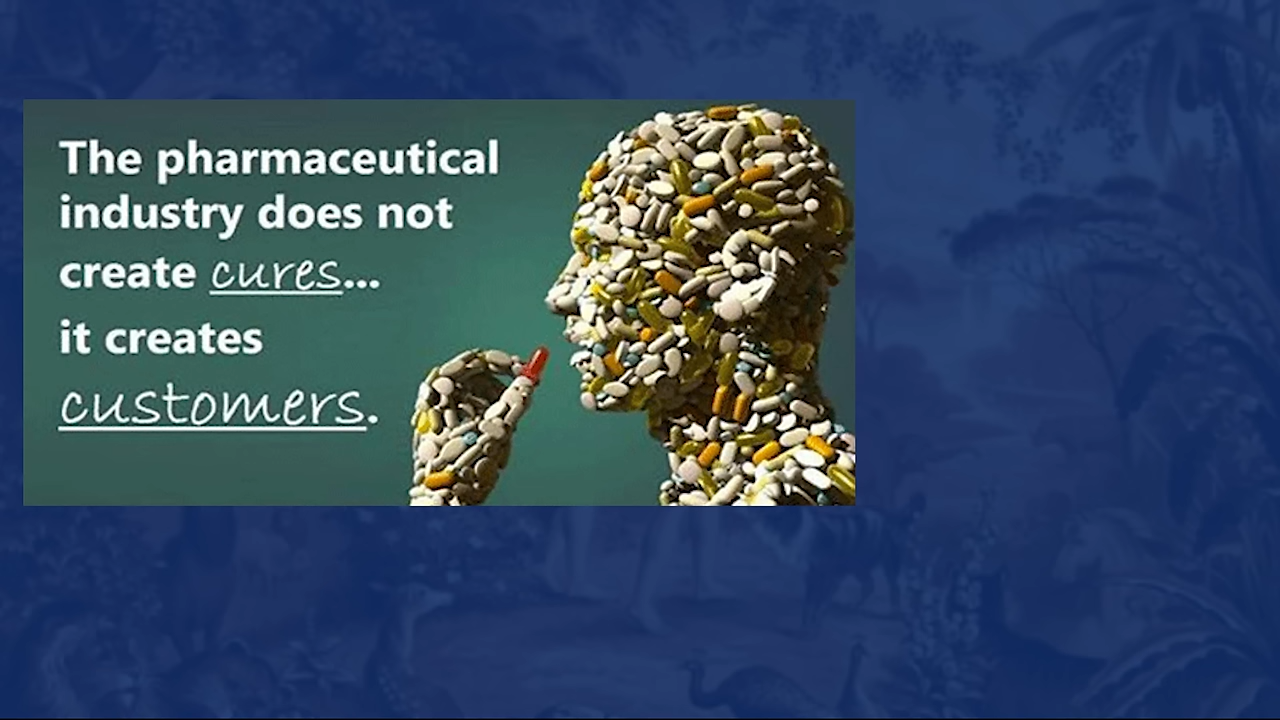 The pharmaceutical
industry does not
create cures...
it creates
customers.